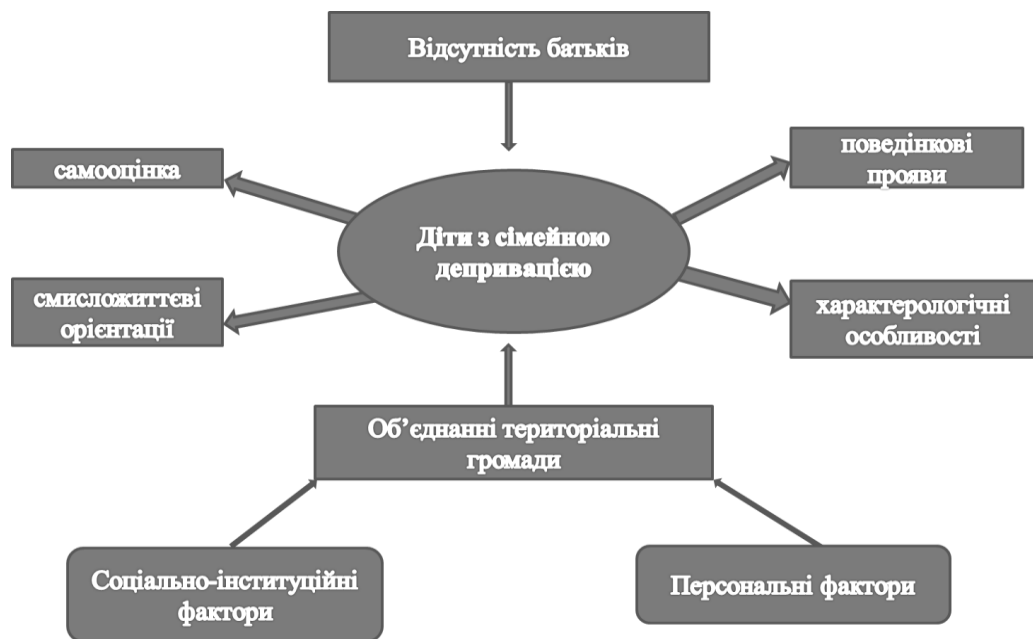 Відсутність батьків
самооцінка
поведінкові
прояви
Діти з сімейною
депривацією
смисложиттєві
орієнтації
характерологічні
особливості
Об’єднанні територіальні
громади
Соціально-інституційні
фактори
Персональні фактори